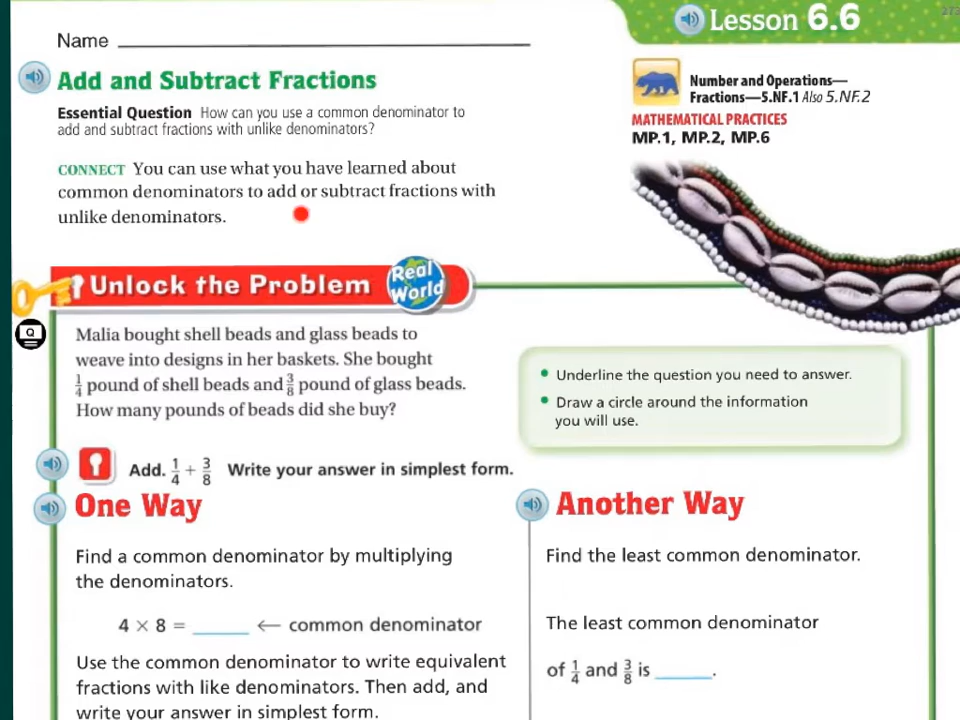 273
Lesson 6.6
Name
Add and Subtract Fractions
Essential Question How can you use a common denominator to
add and subtract fractions with unlike denominators?
Number and Operations—
Fractions—5.NF.1 Also 5.NF.2
MATHEMATICAL PRACTICES
MP.1, MP.2, MP.6
CONNECT You can use what you have learned about
common denominators to add or subtract fractions with
unlike denominators.
Unlock the Problem
Real
World
Q
Malia bought shell beads and glass beads to
weave into designs in her baskets. She bought
1/4 pound of shell beads and 3/8 pound of glass beads.
How many pounds of beads did she buy?
• Underline the question you need to answer.
• Draw a circle around the information
you will use.
Add. 1/4 + 3/8 Write your answer in simplest form.
One Way
Find a common denominator by multiplying
the denominators.
4 × 8 = ____ ← common denominator
Use the common denominator to write equivalent
fractions with like denominators. Then add, and
write your answer in simplest form.
Another Way
Find the least common denominator.
The least common denominator
of 1/4 and 3/8 is ____.